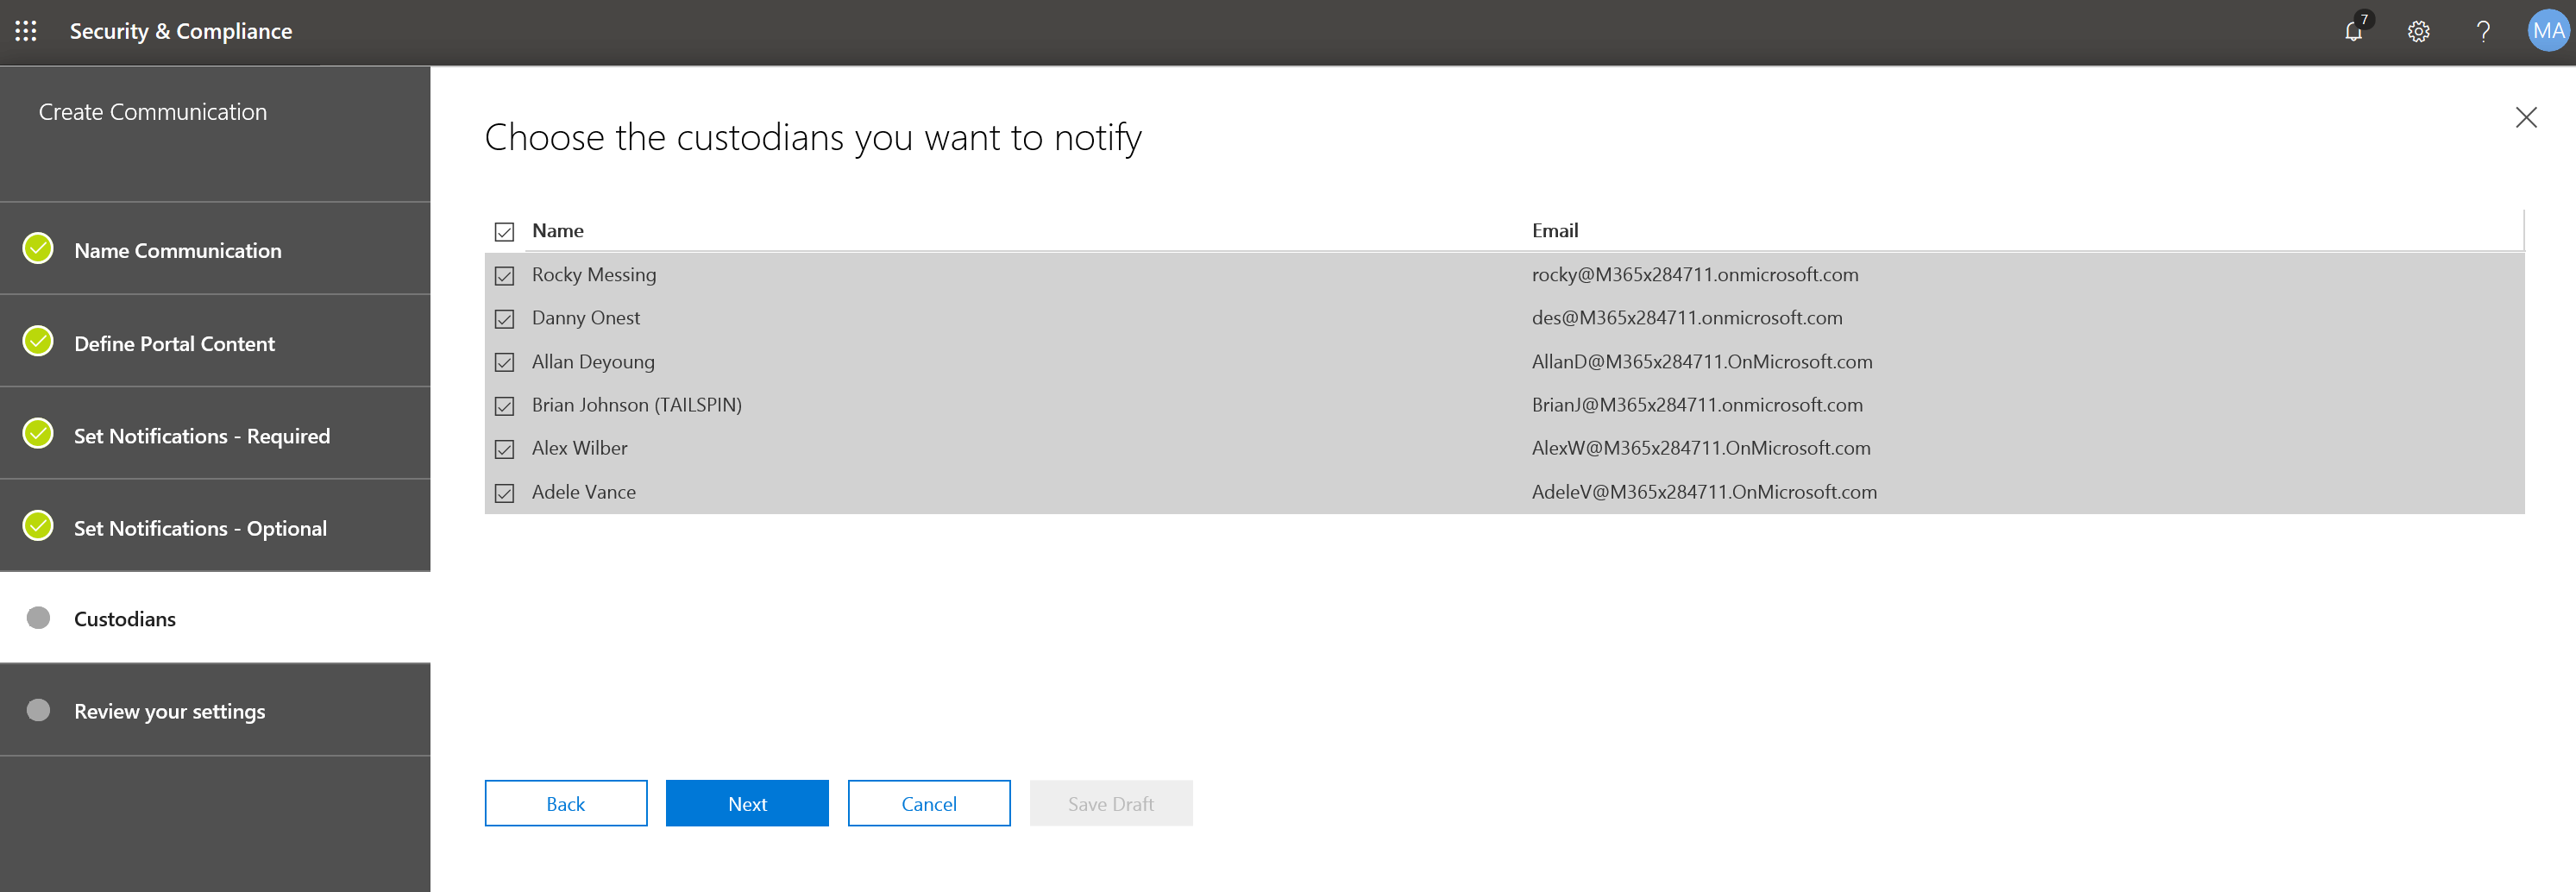 Security & Compliance
7
?
MA
Create Communication
Name Communication
Define Portal Content
Set Notifications - Required
Set Notifications - Optional
Custodians
Review your settings
Choose the custodians you want to notify
Name Email
Rocky Messing rocky@M365x284711.onmicrosoft.com
Danny Onest des@M365x284711.onmicrosoft.com
Allan Deyoung AllanD@M365x284711.OnMicrosoft.com
Brian Johnson (TAILSPIN) BrianJ@M365x284711.onmicrosoft.com
Alex Wilber AlexW@M365x284711.OnMicrosoft.com
Adele Vance AdeleV@M365x284711.OnMicrosoft.com
Back Next Cancel Save Draft